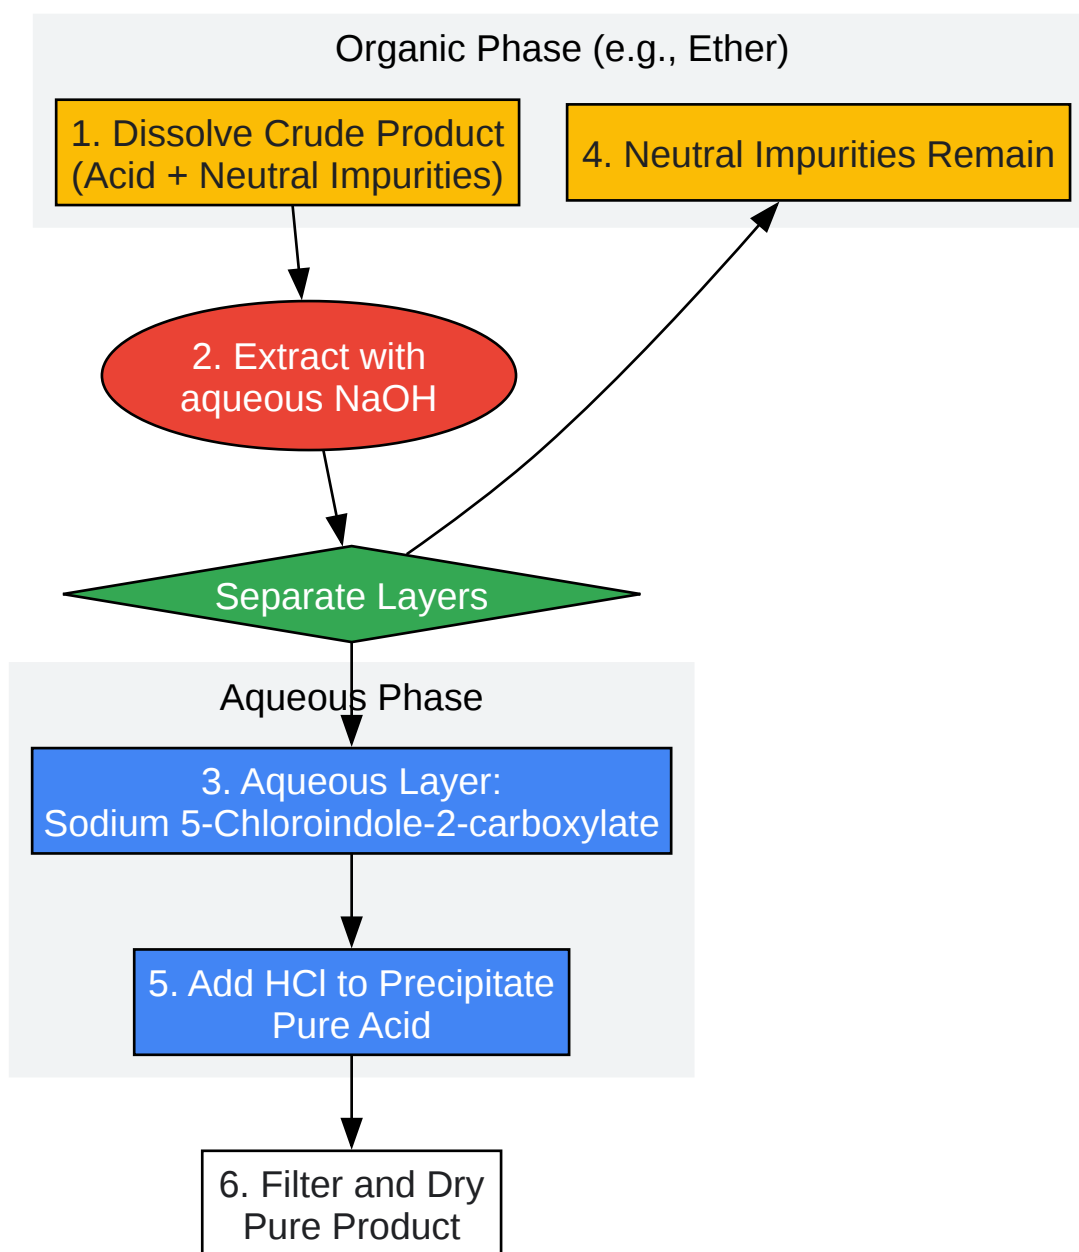 Organic Phase (e.g., Ether)
1. Dissolve Crude Product
(Acid + Neutral Impurities)
4. Neutral Impurities Remain
2. Extract with
aqueous NaOH
Separate Layers
Aqueous Phase
3. Aqueous Layer:
Sodium 5-Chloroindole-2-carboxylate
5. Add HCl to Precipitate
Pure Acid
6. Filter and Dry
Pure Product